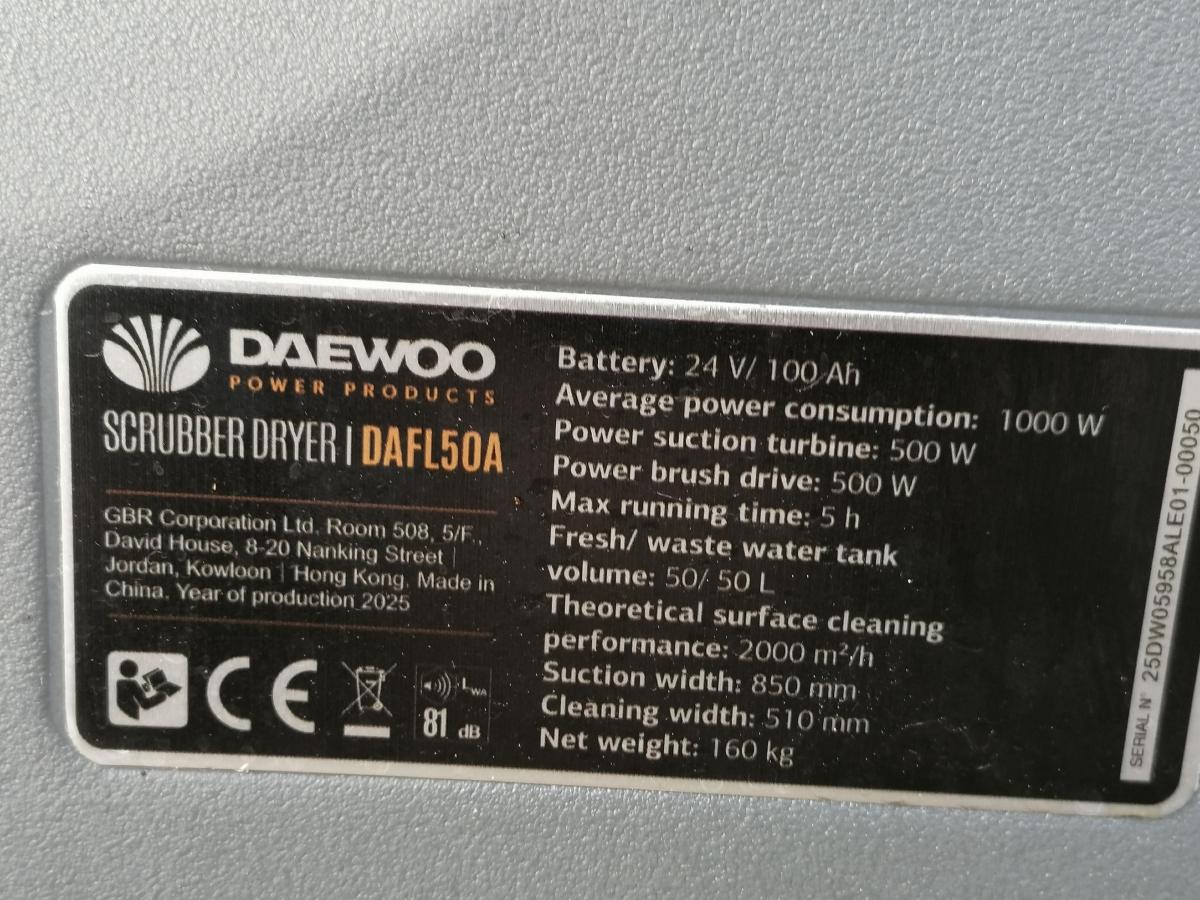 DAEWOO
POWER PRODUCTS
SCRUBBER DRYER | DAFL50A
GBR Corporation Ltd. Room 508, 5/F.,
David House, 8-20 Nanking Street |
Jordan, Kowloon | Hong Kong. Made in
China. Year of production 2025
CE
LWA
81 dB
Battery: 24 V/ 100 Ah
Average power consumption: 1000 W
Power suction turbine: 500 W
Power brush drive: 500 W
Max running time: 5 h
Fresh/ waste water tank
volume: 50/ 50 L
Theoretical surface cleaning
performance: 2000 m²/h
Suction width: 850 mm
Cleaning width: 510 mm
Net weight: 160 kg
SERIAL N° 25DW05958ALE01-00050